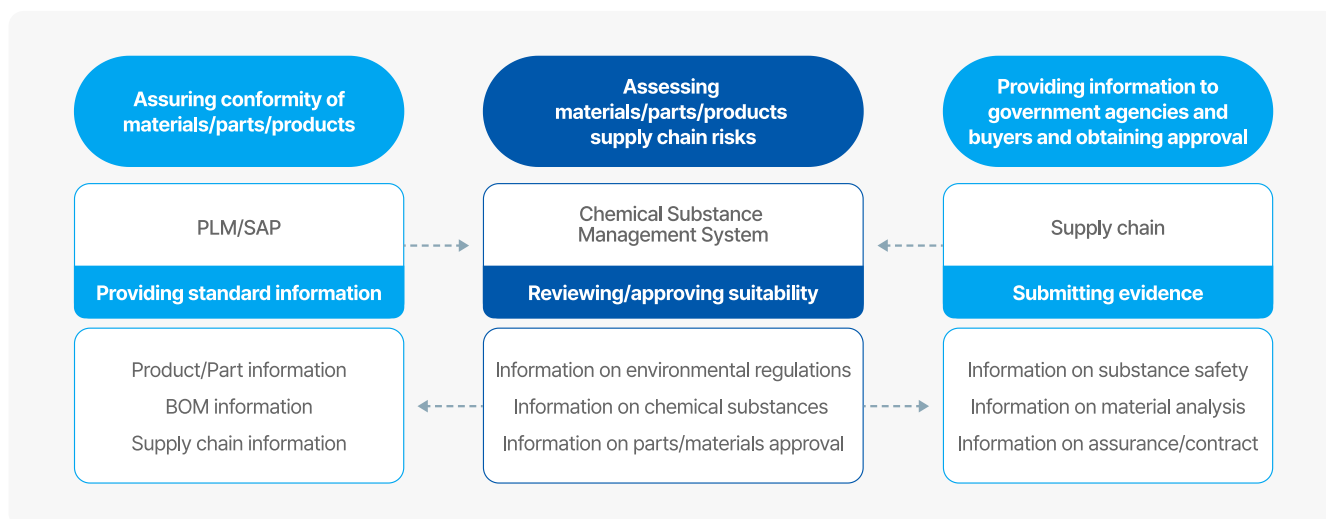 Assuring conformity of
materials/parts/products
Assessing
materials/parts/products
supply chain risks
Providing information to
government agencies and
buyers and obtaining approval
PLM/SAP
Providing standard information
Chemical Substance
Management System
Reviewing/approving suitability
Supply chain
Submitting evidence
Product/Part information
BOM information
Supply chain information
Information on environmental regulations
Information on chemical substances
Information on parts/materials approval
Information on substance safety
Information on material analysis
Information on assurance/contract